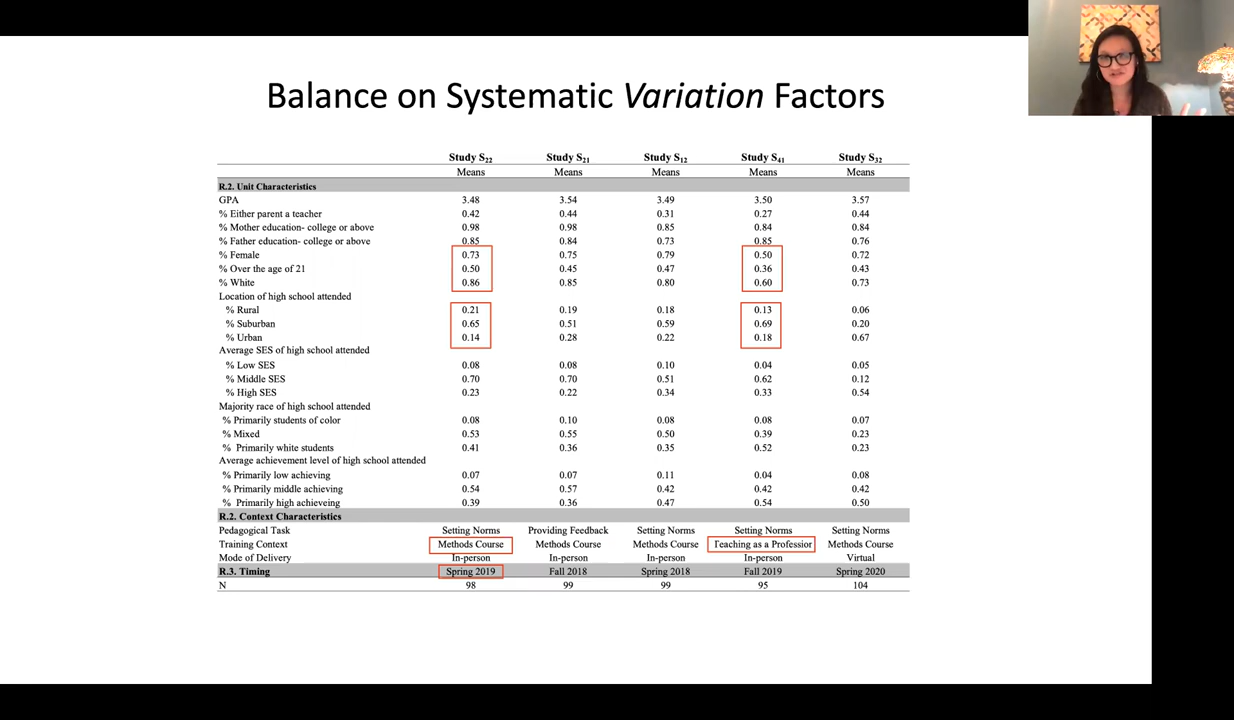 Balance on Systematic Variation Factors
Study S22 Study S21 Study S12 Study S41 Study S32
Means Means Means Means Means
R.2. Unit Characteristics
GPA 3.48 3.54 3.49 3.50 3.57
% Either parent a teacher 0.42 0.44 0.31 0.27 0.44
% Mother education- college or above 0.98 0.98 0.85 0.84 0.84
% Father education- college or above 0.85 0.84 0.73 0.85 0.76
% Female 0.73 0.75 0.79 0.50 0.72
% Over the age of 21 0.50 0.45 0.47 0.36 0.43
% White 0.86 0.85 0.80 0.60 0.73
Location of high school attended
% Rural 0.21 0.19 0.18 0.13 0.06
% Suburban 0.65 0.51 0.59 0.69 0.20
% Urban 0.14 0.28 0.22 0.18 0.67
Average SES of high school attended
% Low SES 0.08 0.08 0.10 0.04 0.05
% Middle SES 0.70 0.70 0.51 0.62 0.12
% High SES 0.23 0.22 0.34 0.33 0.54
Majority race of high school attended
% Primarily students of color 0.08 0.10 0.08 0.08 0.07
% Mixed 0.53 0.55 0.50 0.39 0.23
% Primarily white students 0.41 0.36 0.35 0.52 0.23
Average achievement level of high school attended
% Primarily low achieving 0.07 0.07 0.11 0.04 0.08
% Primarily middle achieving 0.54 0.57 0.42 0.42 0.42
% Primarily high achieveing 0.39 0.36 0.47 0.54 0.50
R.2. Context Characteristics
Pedagogical Task Setting Norms Providing Feedback Setting Norms Setting Norms Setting Norms
Training Context Methods Course Methods Course Methods Course Teaching as a Profession Methods Course
Mode of Delivery In-person In-person In-person In-person Virtual
R.3. Timing Spring 2019 Fall 2018 Spring 2018 Fall 2019 Spring 2020
N 98 99 99 95 104